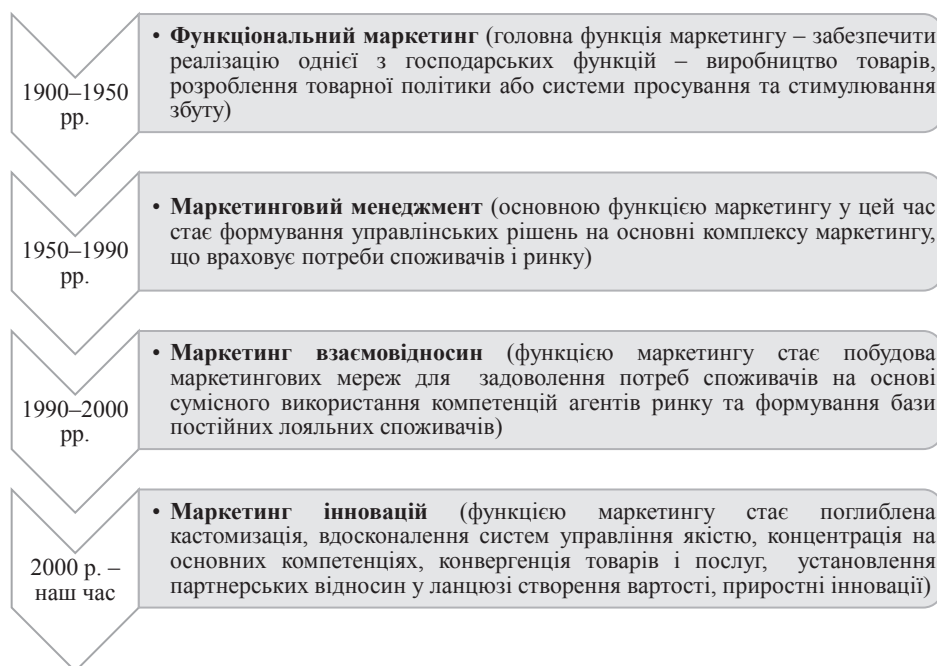 1900–1950
рр.
• Функціональний маркетинг (головна функція маркетингу – забезпечити
реалізацію однієї з господарських функцій – виробництво товарів,
розроблення товарної політики або системи просування та стимулювання
збуту)
1950–1990
рр.
• Маркетинговий менеджмент (основною функцією маркетингу у цей час
стає формування управлінських рішень на основні комплексу маркетингу,
що враховує потреби споживачів і ринку)
1990–2000
рр.
• Маркетинг взаємовідносин (функцією маркетингу стає побудова
маркетингових мереж для задоволення потреб споживачів на основі
сумісного використання компетенцій агентів ринку та формування бази
постійних лояльних споживачів)
2000 р. –
наш час
• Маркетинг інновацій (функцією маркетингу стає поглиблена
кастомизація, вдосконалення систем управління якістю, концентрація на
основних компетенціях, конвергенція товарів і послуг, установлення
партнерських відносин у ланцюзі створення вартості, приростні інновації)